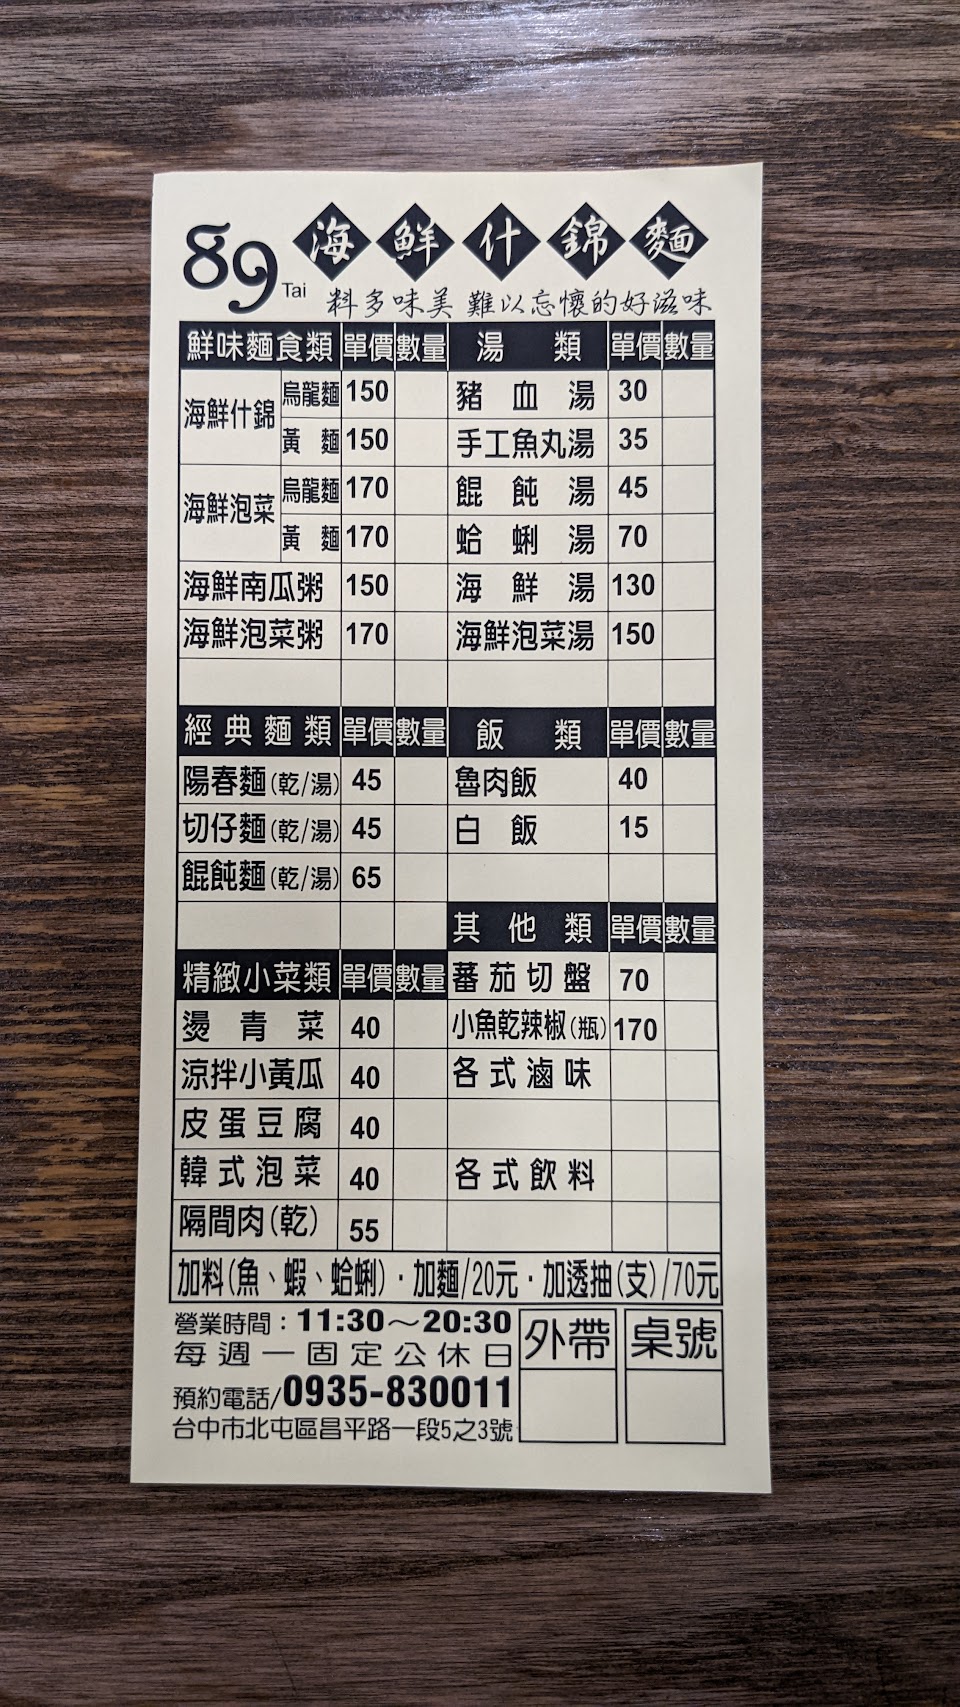 89 Tai 海鮮什錦麵
料多味美 難以忘懷的好滋味
鮮味麵食類 單價 數量
海鮮什錦 烏龍麵 150
黃麵 150
海鮮泡菜 烏龍麵 170
黃麵 170
海鮮南瓜粥 150
海鮮泡菜粥 170
湯類 單價 數量
豬血湯 30
手工魚丸湯 35
餛飩湯 45
蛤蜊湯 70
海鮮湯 130
海鮮泡菜湯 150
經典麵類 單價 數量
陽春麵(乾/湯) 45
切仔麵(乾/湯) 45
餛飩麵(乾/湯) 65
飯類 單價 數量
魯肉飯 40
白飯 15
精緻小菜類 單價 數量
燙青菜 40
涼拌小黃瓜 40
皮蛋豆腐 40
韓式泡菜 40
隔間肉(乾) 55
其他類 單價 數量
蕃茄切盤 70
小魚乾辣椒(瓶) 170
各式滷味
各式飲料
加料(魚、蝦、蛤蜊)·加麵/20元·加透抽(支)/70元
營業時間：11:30～20:30
每週一固定公休日
預約電話/0935-830011
台中市北屯區昌平路一段5之3號
外帶 桌號